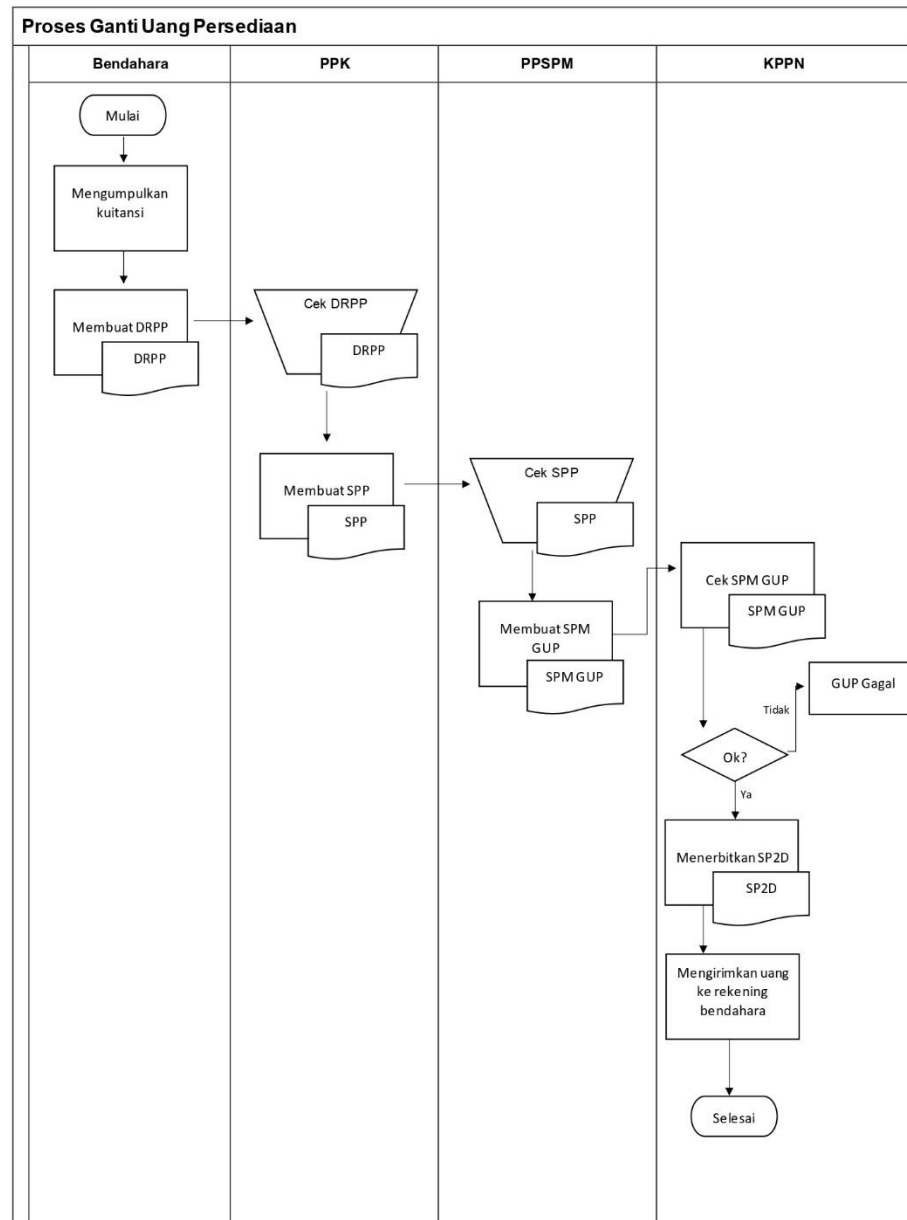 Proses Ganti Uang Persediaan
Bendahara
PPK
PPSPM
KPPN
Mulai
Mengumpulkan
kuitansi
Membuat DRPP
DRPP
Cek DRPP
DRPP
Membuat SPP
SPP
Cek SPP
SPP
Membuat SPM
GUP
SPM GUP
Cek SPM GUP
SPM GUP
GUP Gagal
Tidak
Ok?
Ya
Menerbitkan SP2D
SP2D
Mengirimkan uang
ke rekening
bendahara
Selesai